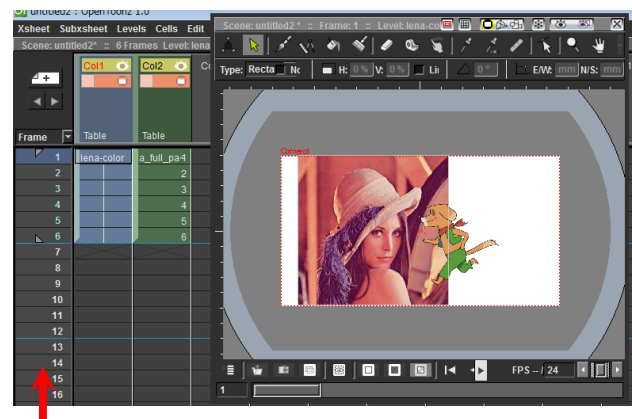 untitled2 : OpenToonz 1.0
Xsheet Subxsheet Levels Cells Edit
Scene: untitled2* :: 6 Frames Level: lena
Scene: untitled2* :: Frame: 1 :: Level: lena-co
Type: Recta H: 0 % V: 0 % 0 ° E/W: mm N/S: mm
Col1 Col2
Frame Table Table
1 lena-color a_full_pa 4
2 2
3 3
4 4
5 5
6 6
7
8
9
10
11
12
13
14
15
16
Camera1
FPS -- / 24
1